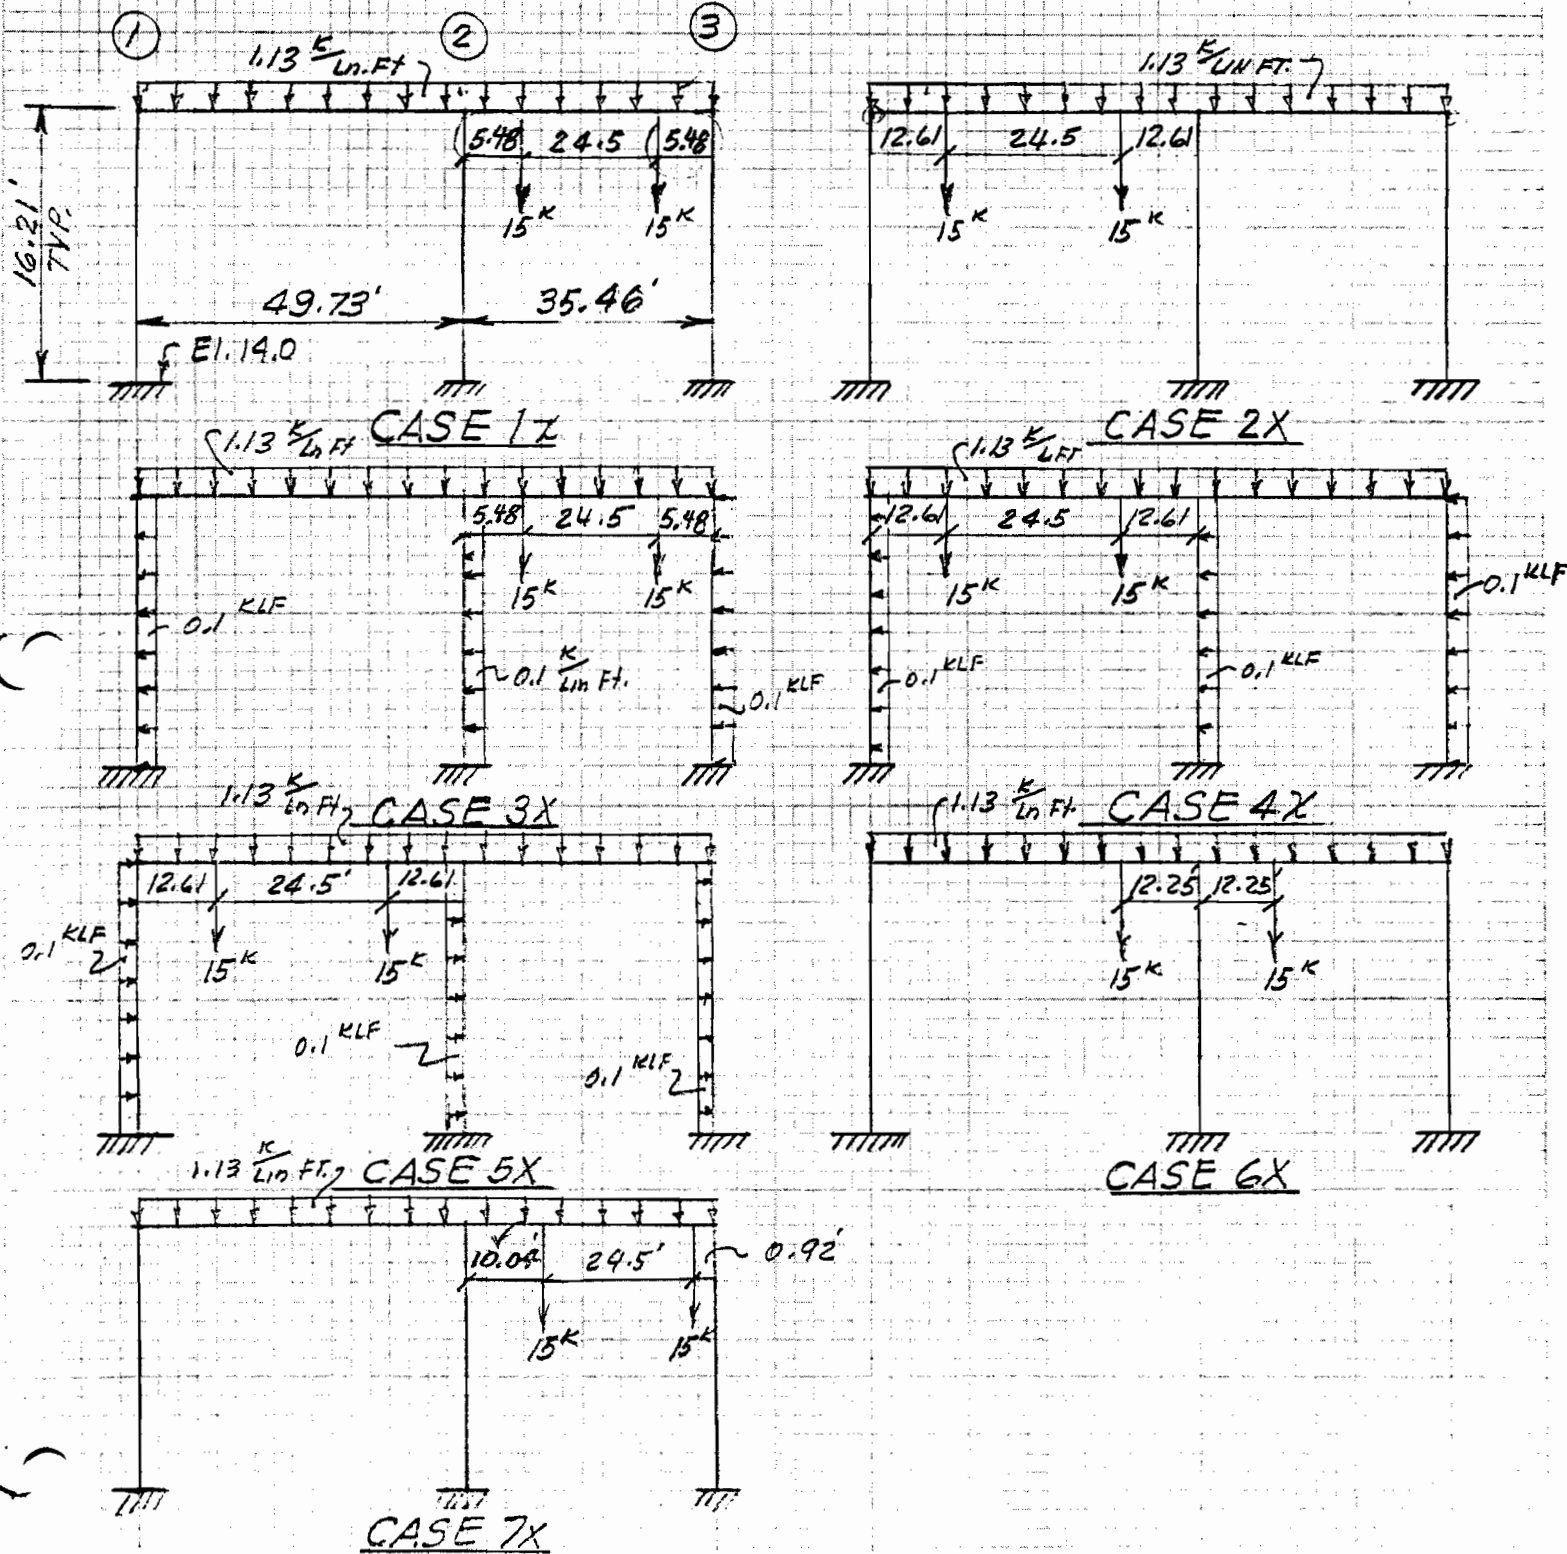 1 2 3
1.13 K/Ln.Ft
1.13 K/LIN FT.
(5.48 24.5 (5.48
12.61 24.5 12.61
15K 15K
15K 15K
16.21' TYP.
49.73' 35.46'
El. 14.0
CASE 1X
CASE 2X
1.13 K/Ln Ft
1.13 K/LFT
5.48 24.5 5.48
12.61 24.5 12.61
15K 15K
15K 15K
0.1 KLF
0.1 K/Lin Ft.
0.1 KLF
0.1 KLF
0.1 KLF
0.1 KLF
CASE 3X
CASE 4X
1.13 K/Ln Ft.
1.13 K/Ln Ft.
12.61 24.5' 12.61
12.25' 12.25'
15K 15K
15K 15K
0.1 KLF
0.1 KLF
0.1 KLF
CASE 5X
CASE 6X
1.13 K/Lin FT.
10.04' 24.5' 0.92'
15K 15K
CASE 7X